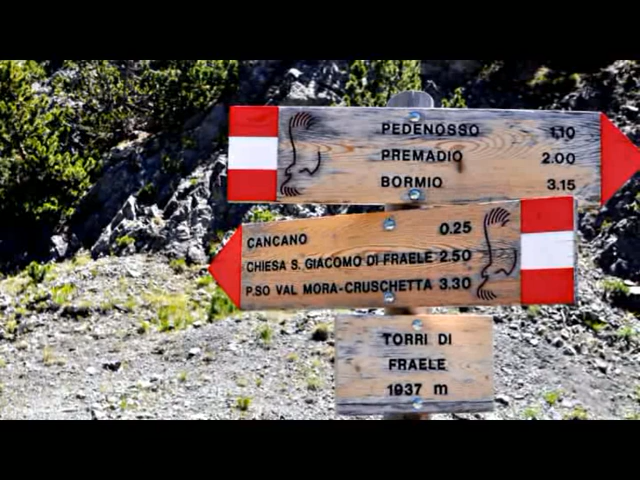 PEDENOSSO 1.10
PREMADIO 2.00
BORMIO 3.15
CANCANO 0.25
CHIESA S. GIACOMO DI FRAELE 2.50
P.SO VAL MORA-CRUSCHETTA 3.30
TORRI DI
FRAELE
1937 m